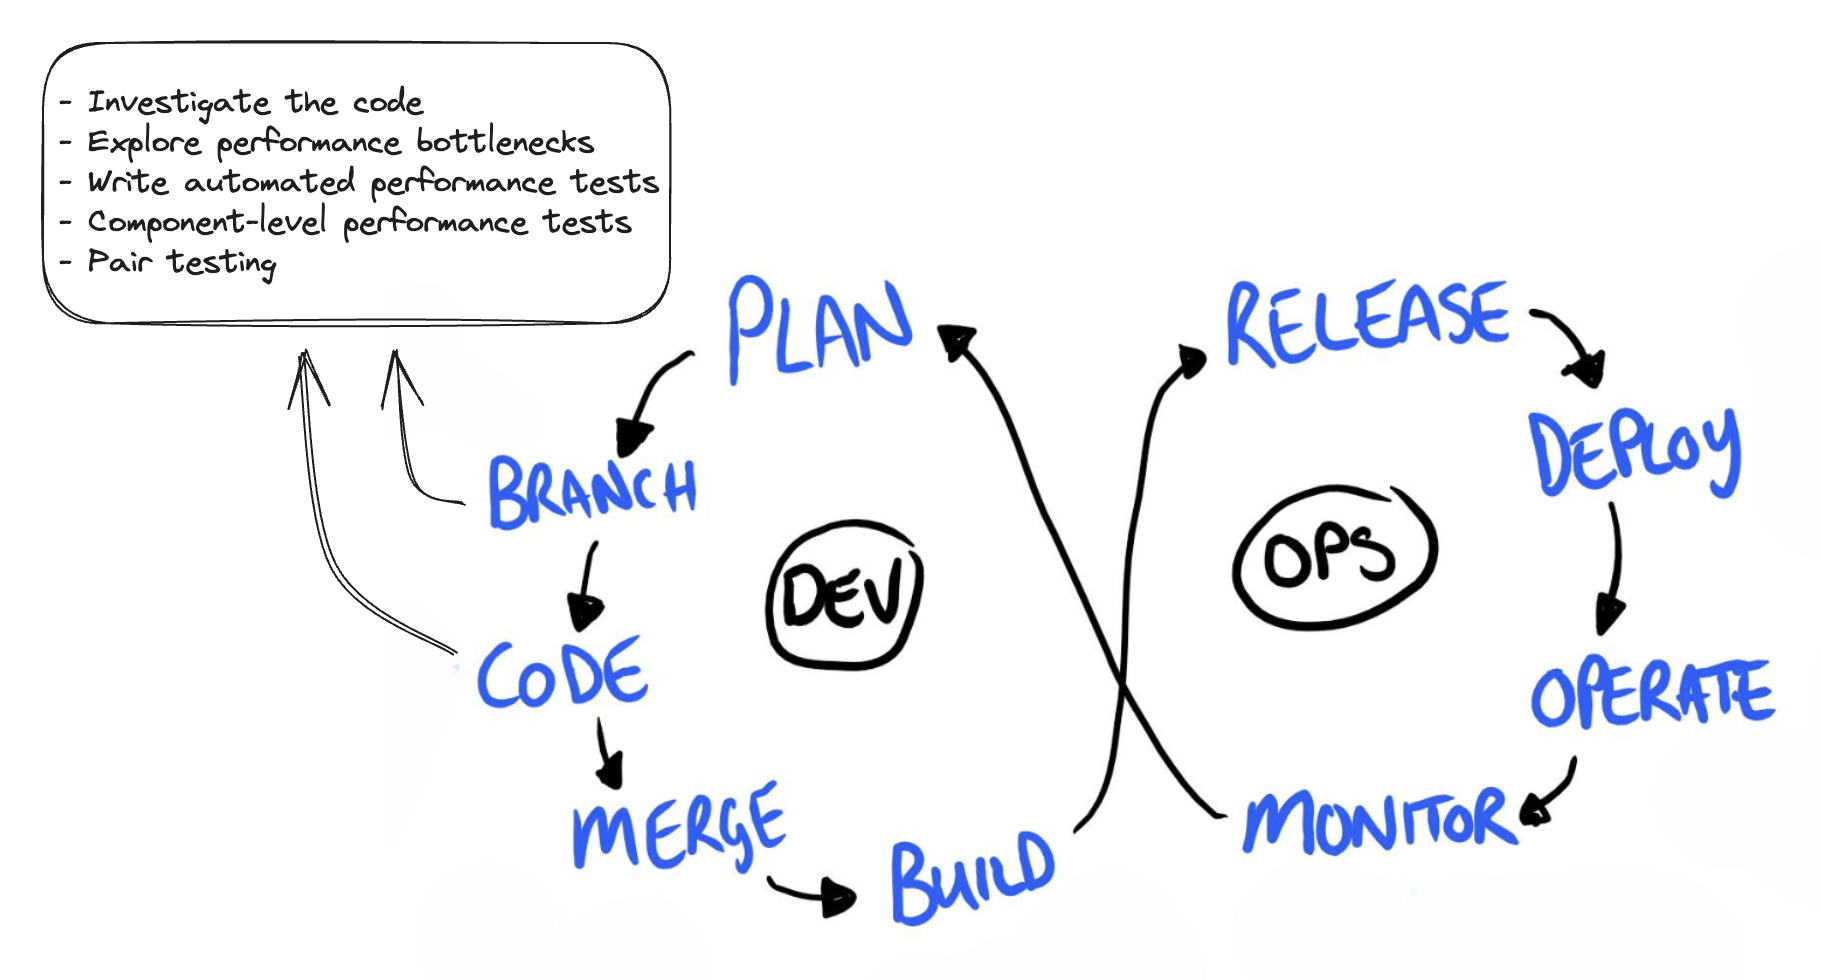 - Investigate the code
- Explore performance bottlenecks
- Write automated performance tests
- Component-level performance tests
- Pair testing
PLAN
BRANCH
CODE
MERGE
BUILD
DEV
RELEASE
DEPLOY
OPERATE
MONITOR
OPS